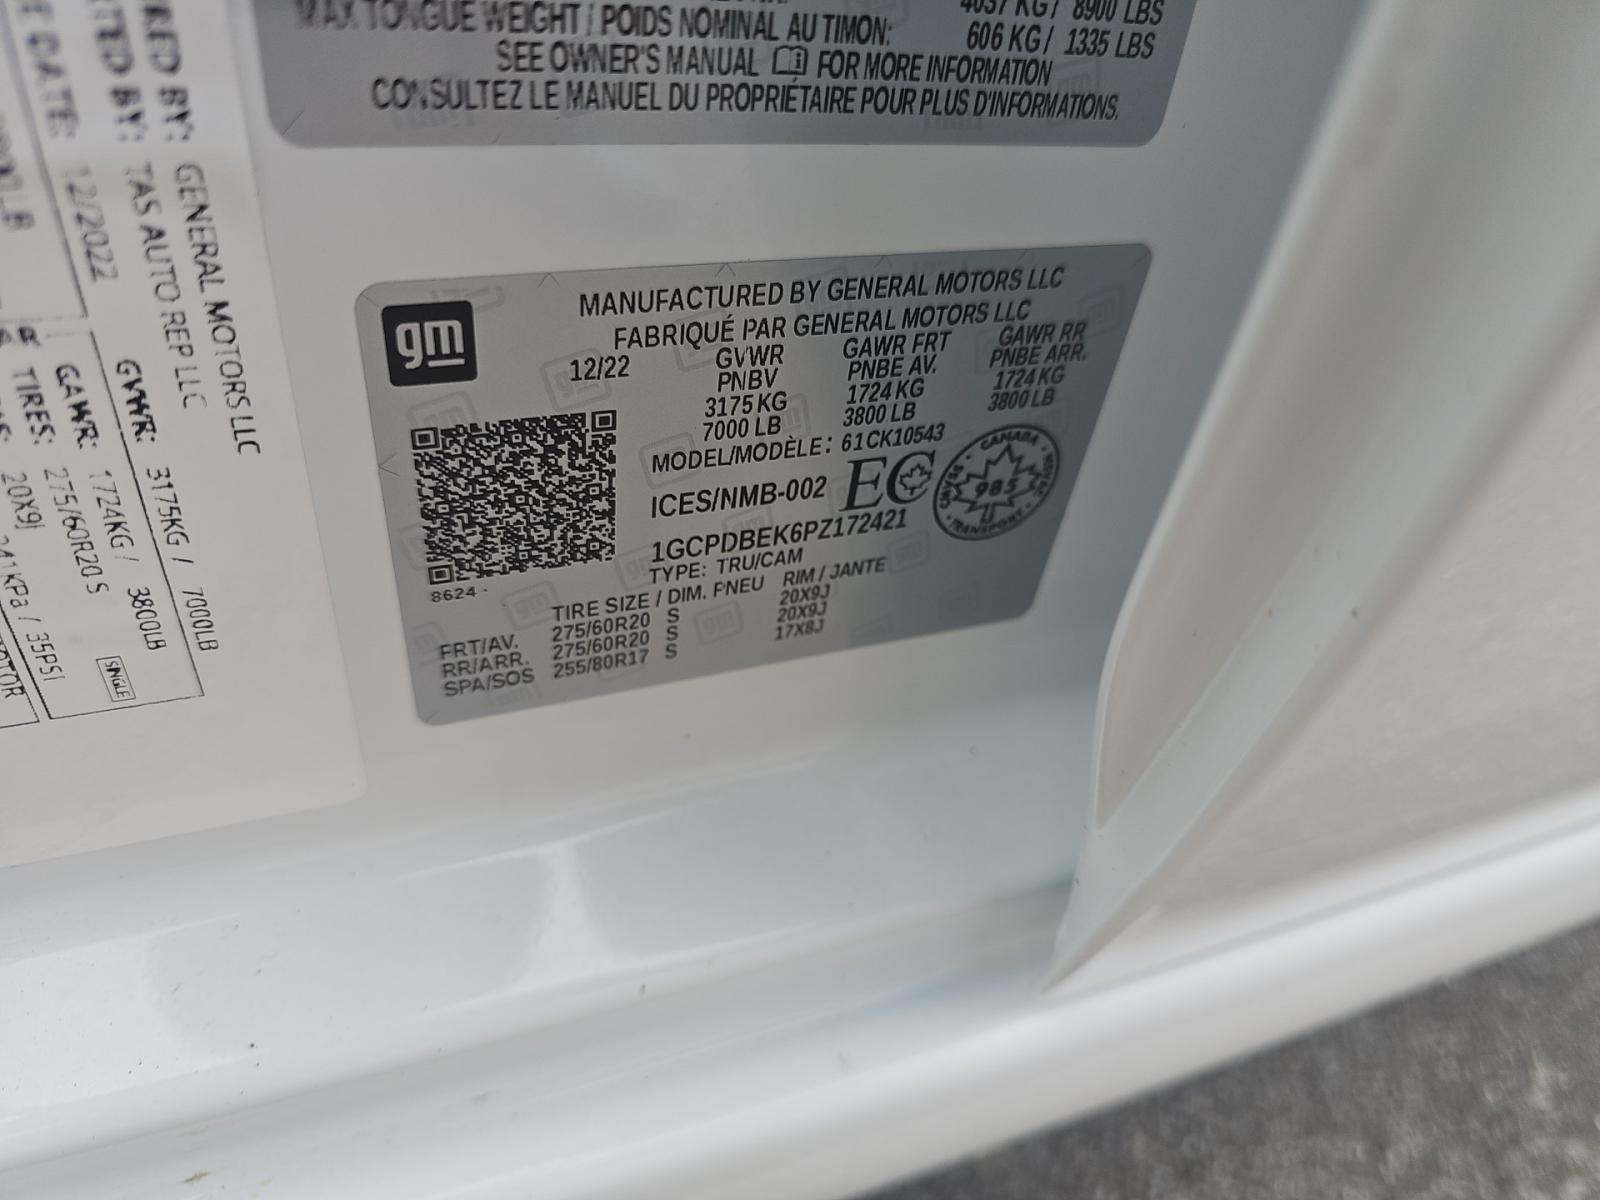 MAX TONGUE WEIGHT / POIDS NOMINAL AU TIMON: 606 KG / 1335 LBS
4037 KG / 8900 LBS
SEE OWNER'S MANUAL FOR MORE INFORMATION
CONSULTEZ LE MANUEL DU PROPRIÉTAIRE POUR PLUS D'INFORMATIONS.
gm
MANUFACTURED BY GENERAL MOTORS LLC
FABRIQUÉ PAR GENERAL MOTORS LLC
12/22 GVWR GAWR FRT GAWR RR
PNBV PNBE AV. PNBE ARR.
3175 KG 1724 KG 1724 KG
7000 LB 3800 LB 3800 LB
MODEL/MODÈLE: 61CK10543
ICES/NMB-002 EC
CANADA
985
TRANSPORT
1GCPDBEK6PZ172421
TYPE: TRU/CAM
8624
TIRE SIZE / DIM. PNEU RIM / JANTE
FRT/AV. 275/60R20 S 20X9J
RR/ARR. 275/60R20 S 20X9J
SPA/SOS 255/80R17 S 17X8J
RED BY: GENERAL MOTORS LLC
TED BY: TAS AUTO REP LLC
E DATE: 12/2022
GVWR: 3175KG / 7000LB
GAWR: 1724KG / 3800LB
TIRES: 275/60R20 S
SINGLE
20X9J 241KPa / 35PSI